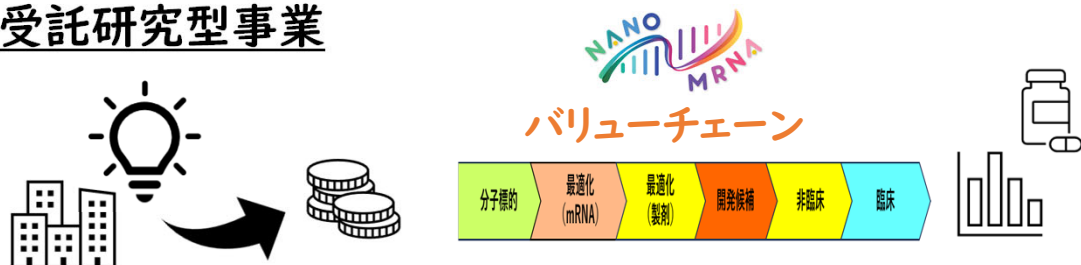 受託研究型事業
NANO
MRNA
バリューチェーン
分子標的
最適化
(mRNA)
最適化
(製剤)
開発候補
非臨床
臨床